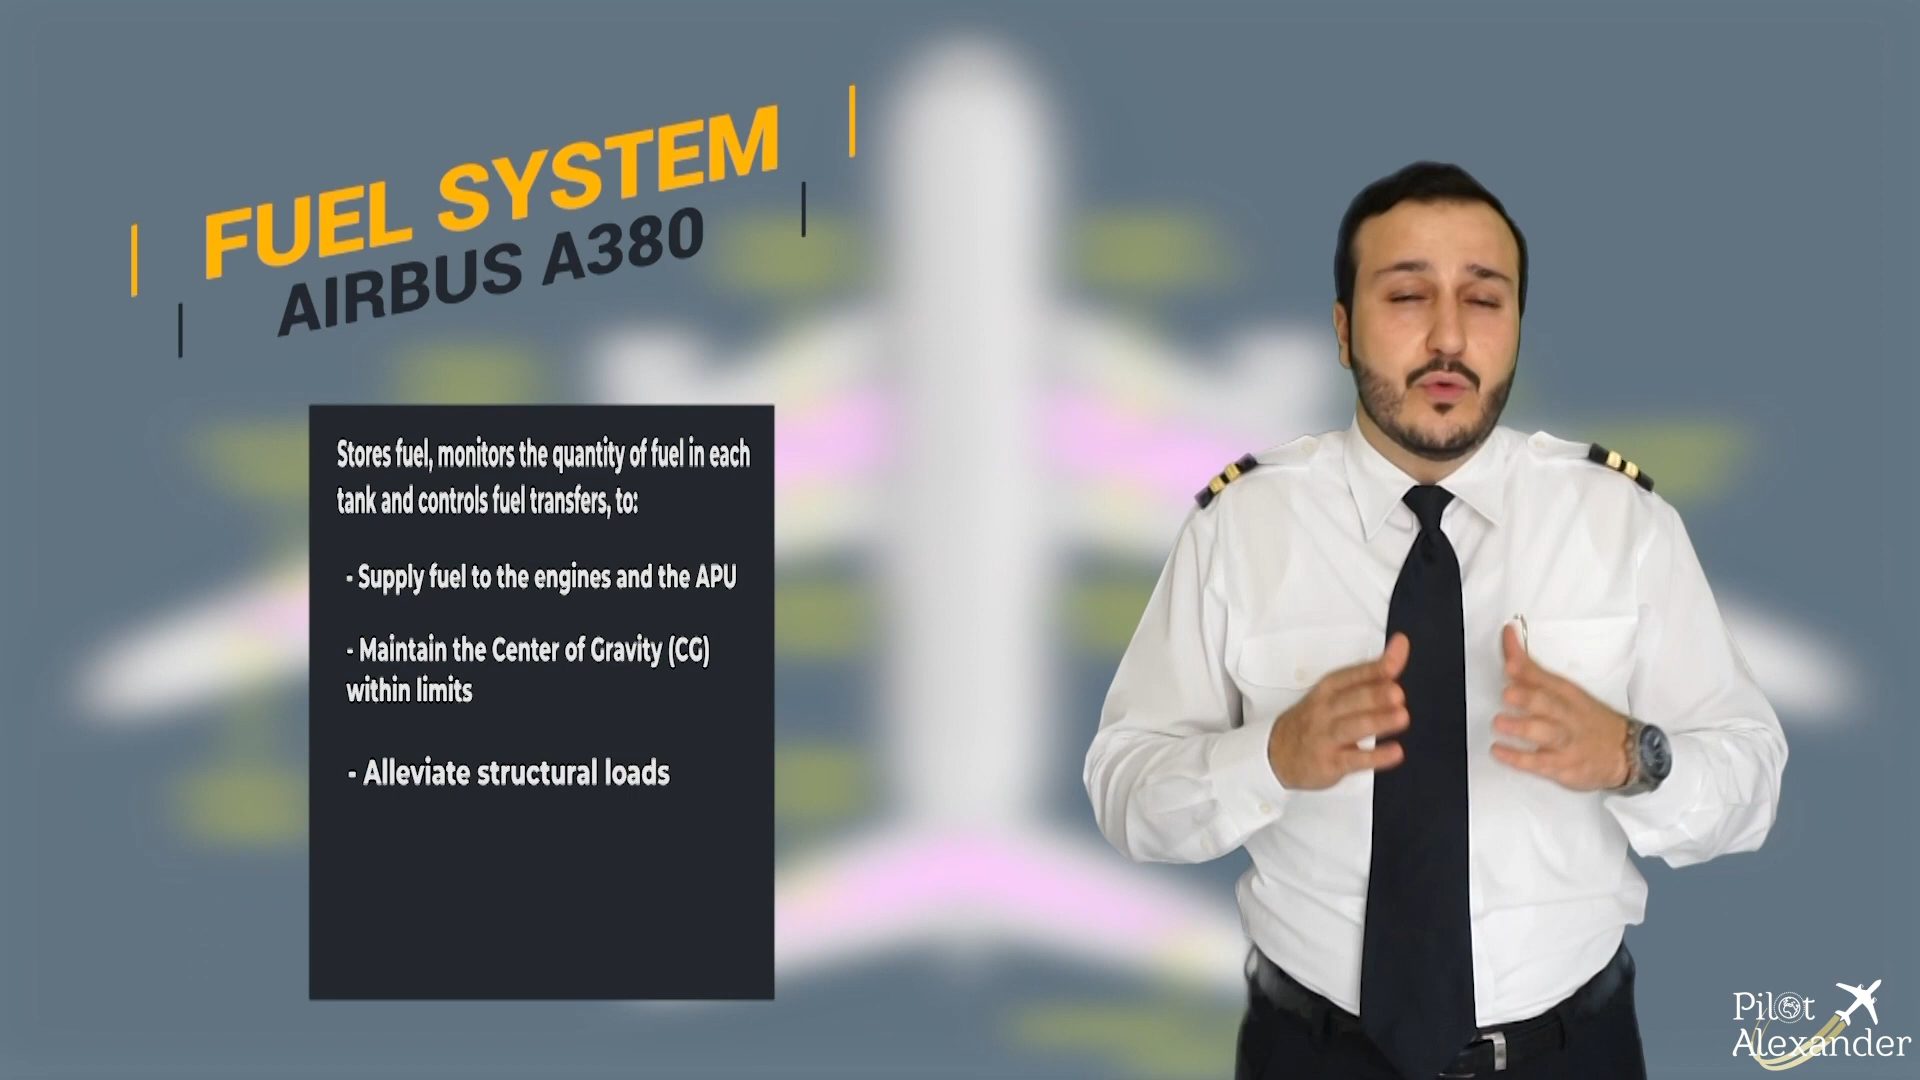 FUEL SYSTEM
AIRBUS A380
Stores fuel, monitors the quantity of fuel in each
tank and controls fuel transfers, to:
- Supply fuel to the engines and the APU
- Maintain the Center of Gravity (CG)
within limits
- Alleviate structural loads
Pilot
Alexander